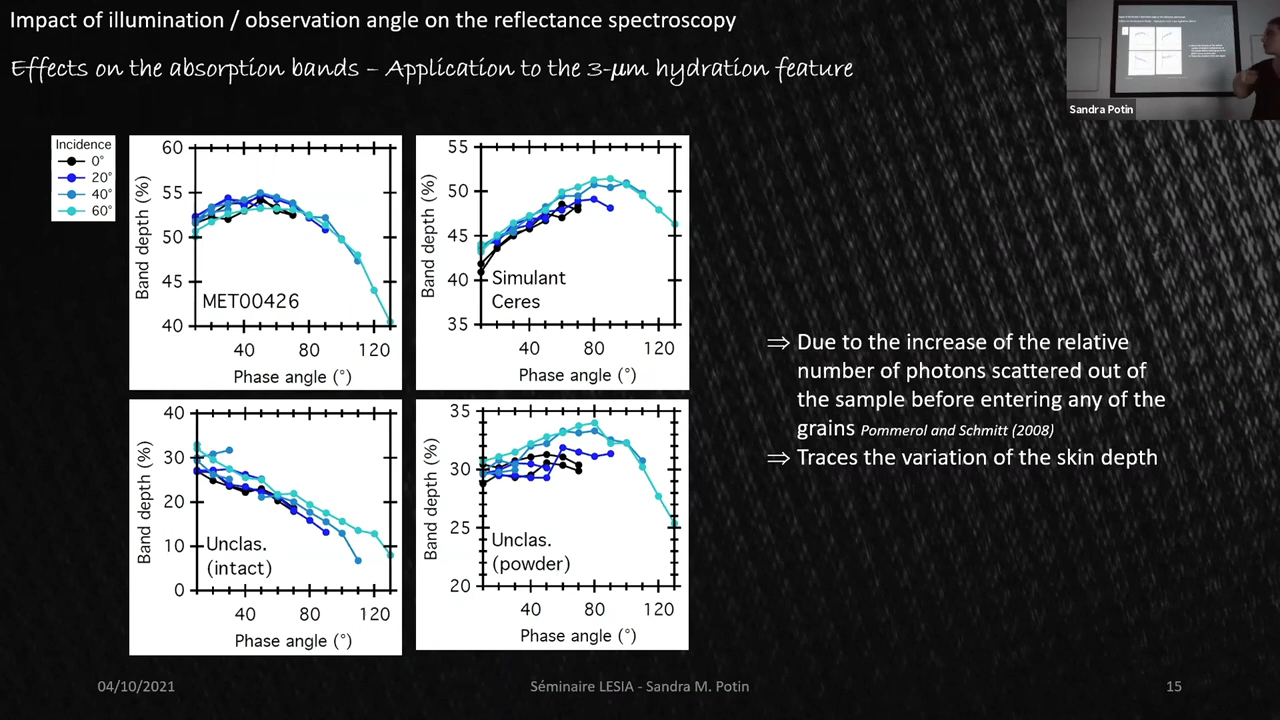 Impact of illumination / observation angle on the reflectance spectroscopy
Effects on the absorption bands – Application to the 3-µm hydration feature
Sandra Potin
Incidence
0°
20°
40°
60°
60
55
50
45
40
Band depth (%)
MET00426
40 80 120
Phase angle (°)
55
50
45
40
35
Band depth (%)
Simulant
Ceres
40 80 120
Phase angle (°)
40
30
20
10
0
Band depth (%)
Unclas.
(intact)
40 80 120
Phase angle (°)
35
30
25
20
Band depth (%)
Unclas.
(powder)
40 80 120
Phase angle (°)
⇒ Due to the increase of the relative
number of photons scattered out of
the sample before entering any of the
grains Pommerol and Schmitt (2008)
⇒ Traces the variation of the skin depth
04/10/2021
Séminaire LESIA - Sandra M. Potin
15